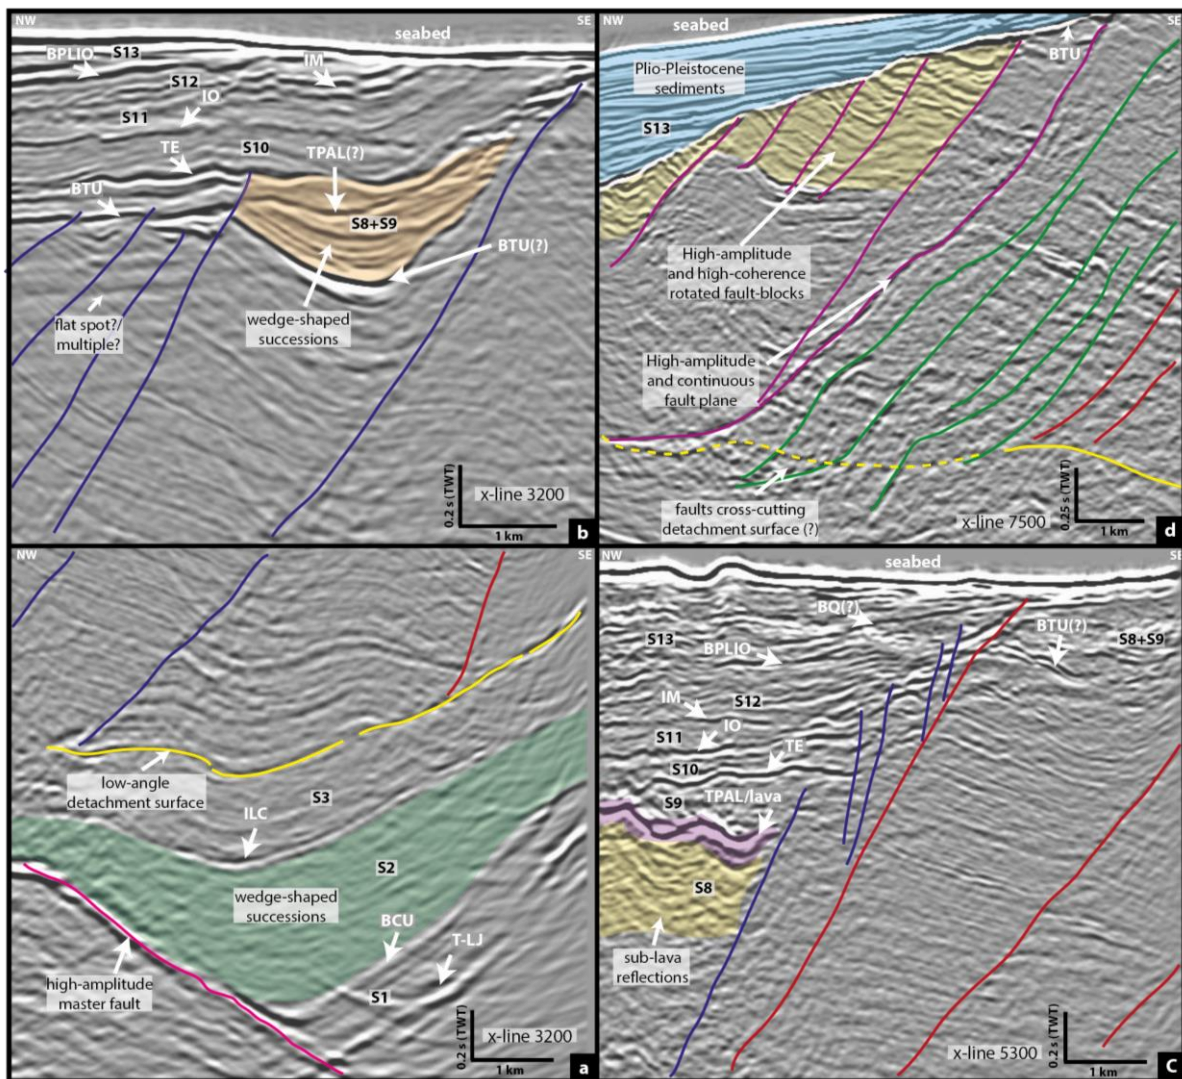 NW
SE
seabed
BPLIO
S13
IM
S12
IO
S11
TE
S10
TPAL(?)
BTU
S8+S9
BTU(?)
flat spot?/
multiple?
wedge-shaped
successions
0.2 s (TWT)
x-line 3200
1 km
b
NW
SE
seabed
BTU
Plio-Pleistocene
sediments
S13
High-amplitude
and high-coherence
rotated fault-blocks
High-amplitude
and continuous
fault plane
faults cross-cutting
detachment surface (?)
0.25 s (TWT)
x-line 7500
1 km
d
NW
SE
low-angle
detachment surface
S3
ILC
S2
wedge-shaped
successions
BCU
T-LJ
high-amplitude
master fault
S1
0.2 s (TWT)
x-line 3200
1 km
a
NW
SE
seabed
BQ(?)
S13
BTU(?)
S8+S9
BPLIO
IM
S12
IO
S11
TE
S10
S9
TPAL/lava
S8
sub-lava
reflections
0.2 s (TWT)
x-line 5300
1 km
c